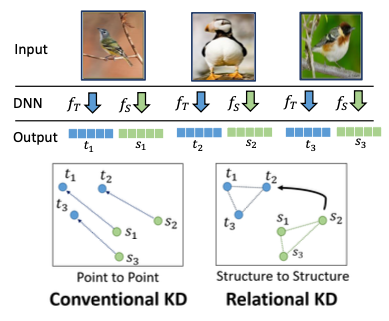 Input
DNN
f_T f_S f_T f_S f_T f_S
Output
t_1 s_1 t_2 s_2 t_3 s_3
t_1 t_2
t_3
s_2
s_1
s_3
Point to Point
Conventional KD
t_1 t_2
t_3
s_1 s_2
s_3
Structure to Structure
Relational KD